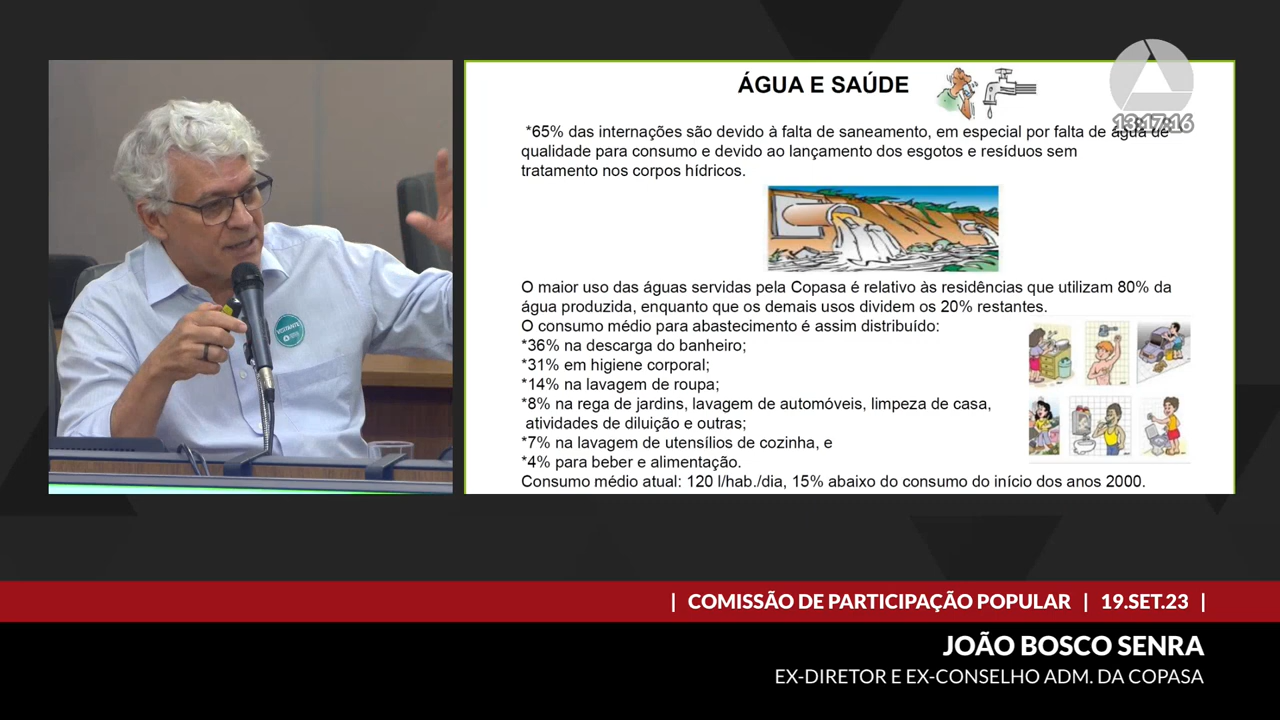 ÁGUA E SAÚDE
13:17:16
*65% das internações são devido à falta de saneamento, em especial por falta de água de
qualidade para consumo e devido ao lançamento dos esgotos e resíduos sem
tratamento nos corpos hídricos.
O maior uso das águas servidas pela Copasa é relativo às residências que utilizam 80% da
água produzida, enquanto que os demais usos dividem os 20% restantes.
O consumo médio para abastecimento é assim distribuído:
*36% na descarga do banheiro;
*31% em higiene corporal;
*14% na lavagem de roupa;
*8% na rega de jardins, lavagem de automóveis, limpeza de casa,
atividades de diluição e outras;
*7% na lavagem de utensílios de cozinha, e
*4% para beber e alimentação.
Consumo médio atual: 120 l/hab./dia, 15% abaixo do consumo do início dos anos 2000.
VISITANTE
| COMISSÃO DE PARTICIPAÇÃO POPULAR | 19.SET.23 |
JOÃO BOSCO SENRA
EX-DIRETOR E EX-CONSELHO ADM. DA COPASA